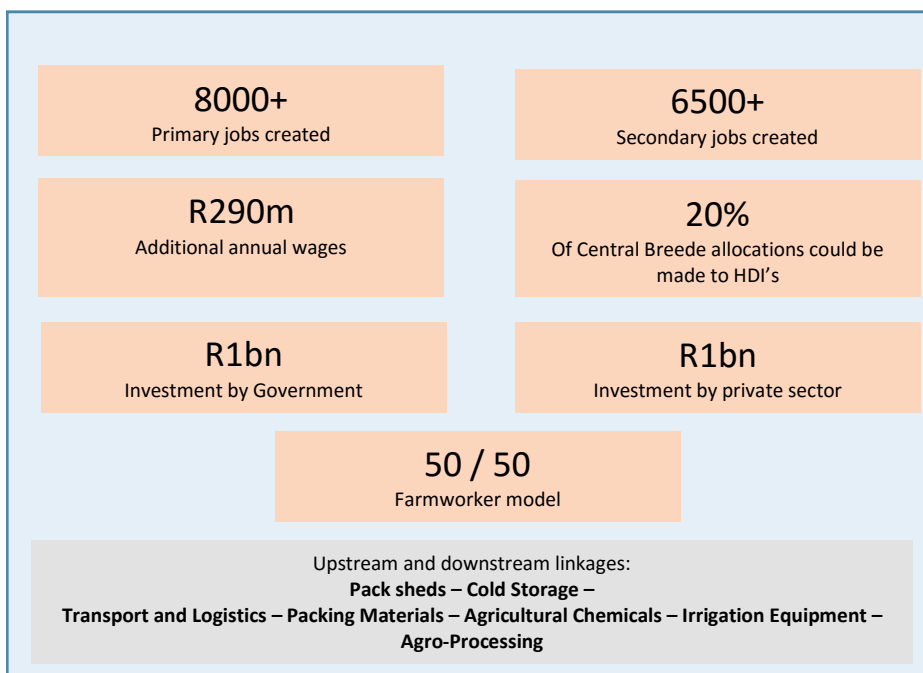 8000+
Primary jobs created
6500+
Secondary jobs created
R290m
Additional annual wages
20%
Of Central Breede allocations could be
made to HDI's
R1bn
Investment by Government
R1bn
Investment by private sector
50 / 50
Farmworker model
Upstream and downstream linkages:
Pack sheds – Cold Storage –
Transport and Logistics – Packing Materials – Agricultural Chemicals – Irrigation Equipment –
Agro-Processing